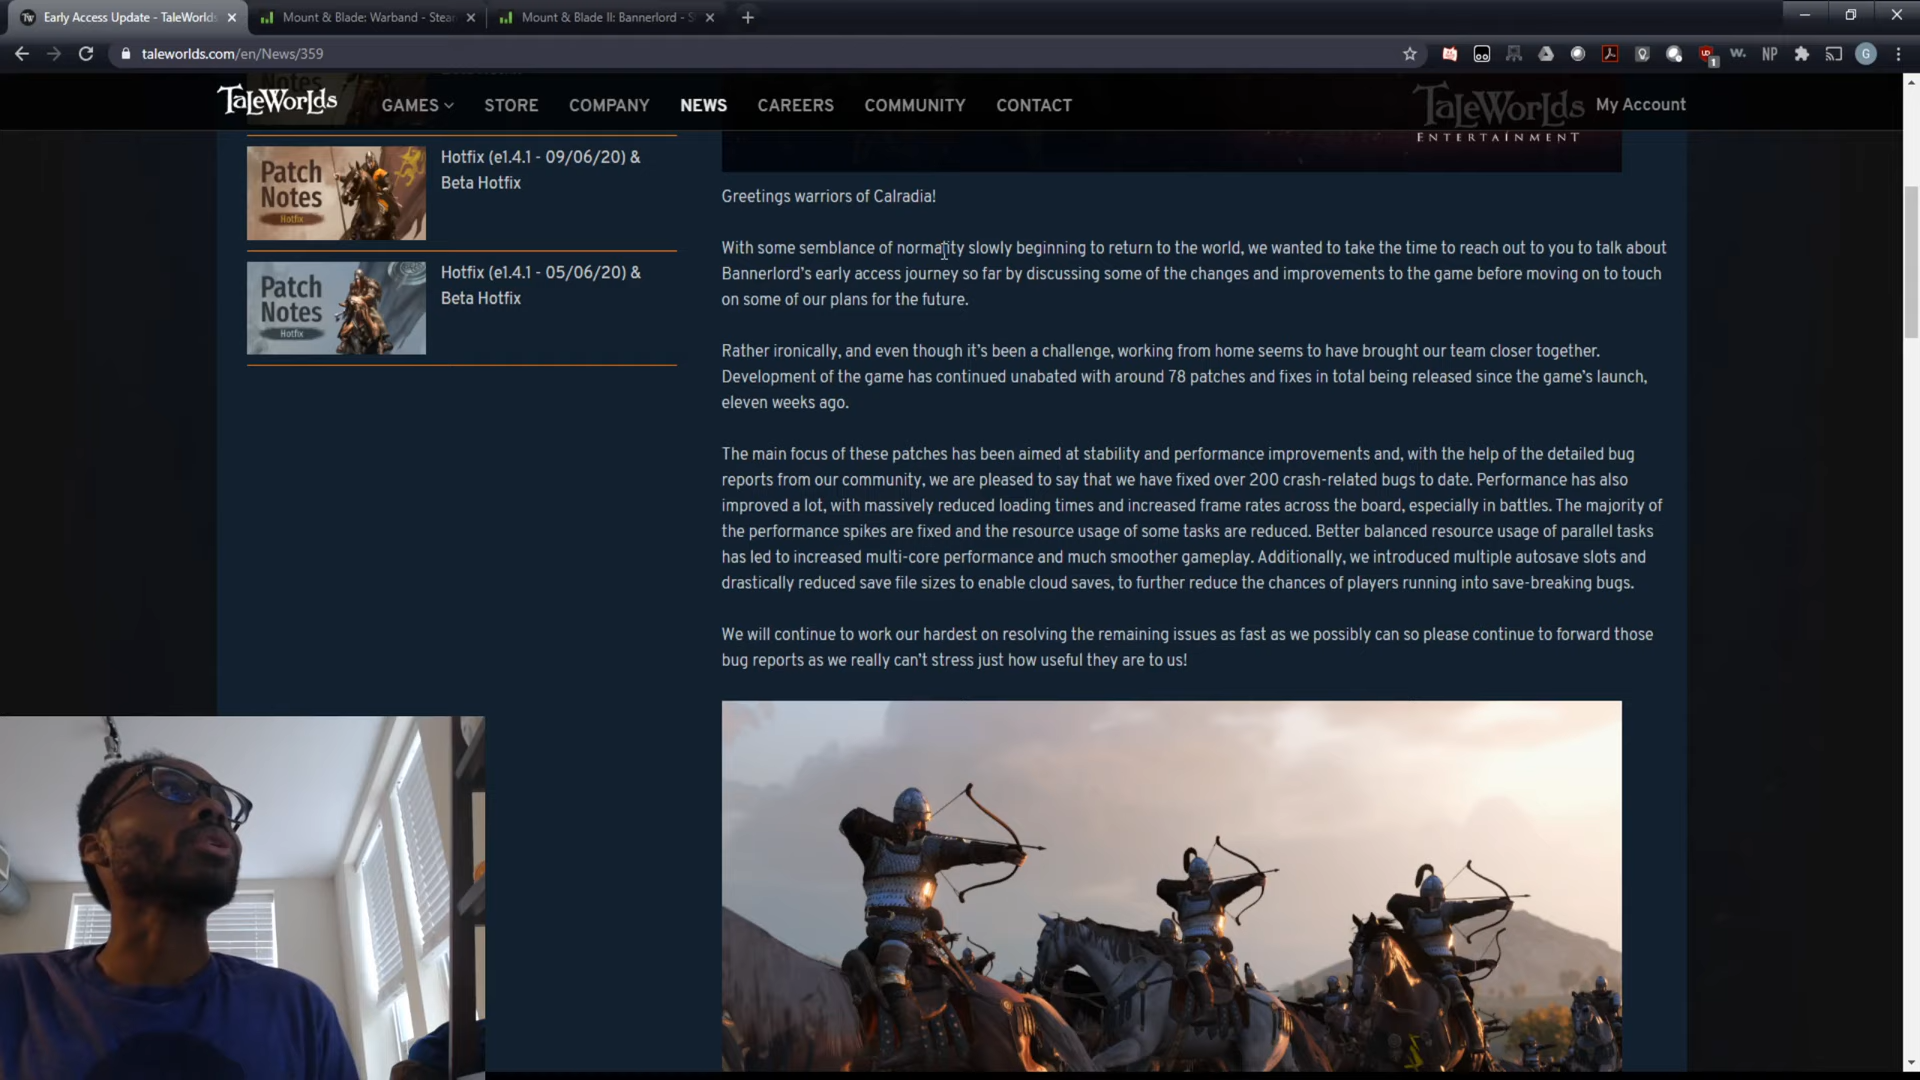 Early Access Update - TaleWorlds
Mount & Blade: Warband - Stea
Mount & Blade II: Bannerlord - S
taleworlds.com/en/News/359
TaleWorlds
GAMES
STORE
COMPANY
NEWS
CAREERS
COMMUNITY
CONTACT
TaleWorlds
ENTERTAINMENT
My Account
Patch
Notes
Hotfix
Hotfix (e1.4.1 - 09/06/20) &
Beta Hotfix
Patch
Notes
Hotfix
Hotfix (e1.4.1 - 05/06/20) &
Beta Hotfix
Greetings warriors of Calradia!
With some semblance of normality slowly beginning to return to the world, we wanted to take the time to reach out to you to talk about
Bannerlord's early access journey so far by discussing some of the changes and improvements to the game before moving on to touch
on some of our plans for the future.
Rather ironically, and even though it's been a challenge, working from home seems to have brought our team closer together.
Development of the game has continued unabated with around 78 patches and fixes in total being released since the game's launch,
eleven weeks ago.
The main focus of these patches has been aimed at stability and performance improvements and, with the help of the detailed bug
reports from our community, we are pleased to say that we have fixed over 200 crash-related bugs to date. Performance has also
improved a lot, with massively reduced loading times and increased frame rates across the board, especially in battles. The majority of
the performance spikes are fixed and the resource usage of some tasks are reduced. Better balanced resource usage of parallel tasks
has led to increased multi-core performance and much smoother gameplay. Additionally, we introduced multiple autosave slots and
drastically reduced save file sizes to enable cloud saves, to further reduce the chances of players running into save-breaking bugs.
We will continue to work our hardest on resolving the remaining issues as fast as we possibly can so please continue to forward those
bug reports as we really can't stress just how useful they are to us!